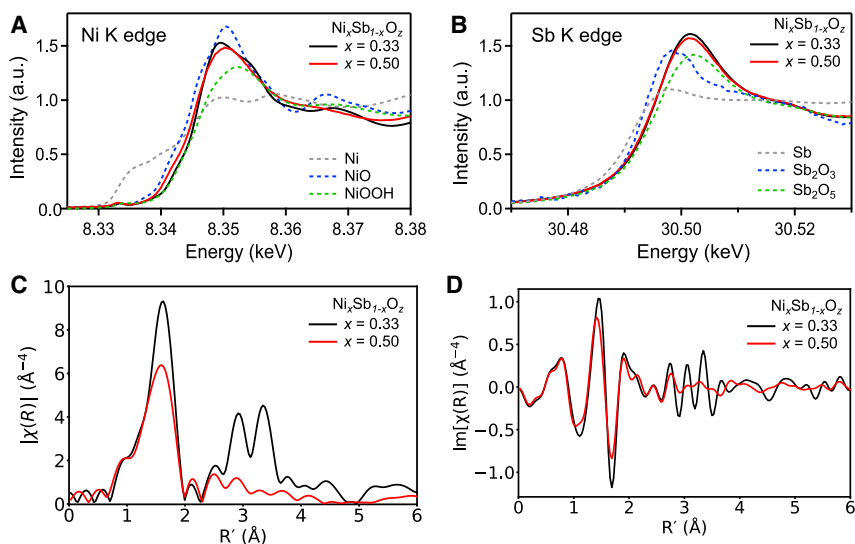 A
Ni K edge
NiₓSb₁₋ₓOz
x = 0.33
x = 0.50
Ni
NiO
NiOOH
Intensity (a.u.)
1.5
1.0
0.5
0.0
8.33 8.34 8.35 8.36 8.37 8.38
Energy (keV)
B
Sb K edge
NiₓSb₁₋ₓOz
x = 0.33
x = 0.50
Sb
Sb₂O₃
Sb₂O₅
Intensity (a.u.)
1.5
1.0
0.5
0.0
30.48 30.50 30.52
Energy (keV)
C
NiₓSb₁₋ₓOz
x = 0.33
x = 0.50
|χ(R)| (Å⁻⁴)
10
8
6
4
2
0
0 1 2 3 4 5 6
R′ (Å)
D
NiₓSb₁₋ₓOz
x = 0.33
x = 0.50
Im[χ(R)] (Å⁻⁴)
1.0
0.5
0.0
−0.5
−1.0
0 1 2 3 4 5 6
R′ (Å)